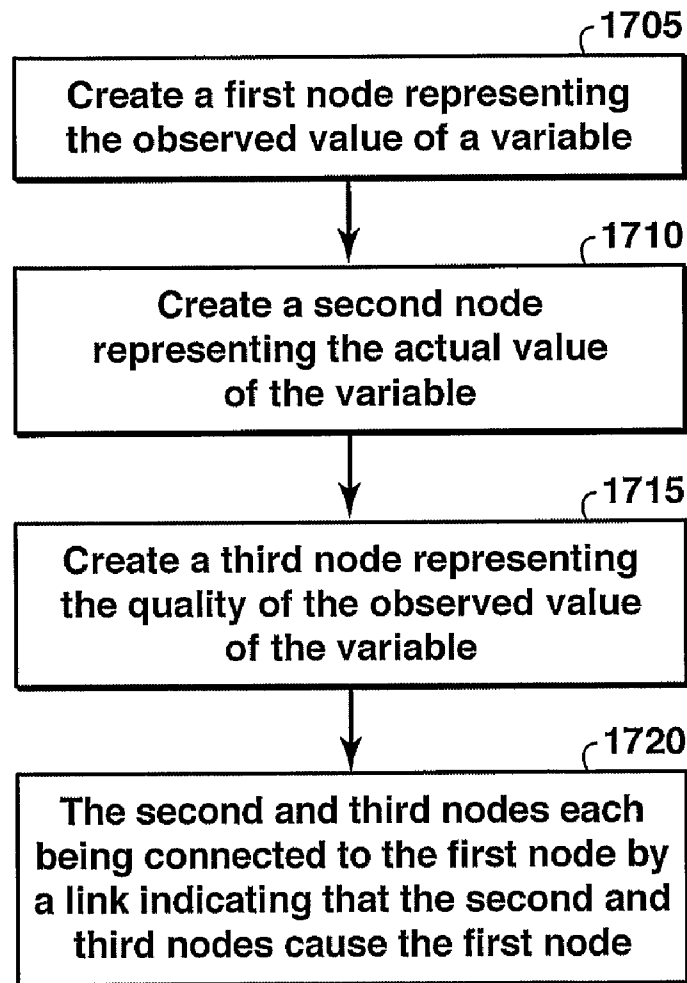 1705
Create a first node representing
the observed value of a variable
1710
Create a second node
representing the actual value
of the variable
1715
Create a third node representing
the quality of the observed value
of the variable
1720
The second and third nodes each
being connected to the first node by
a link indicating that the second and
third nodes cause the first node